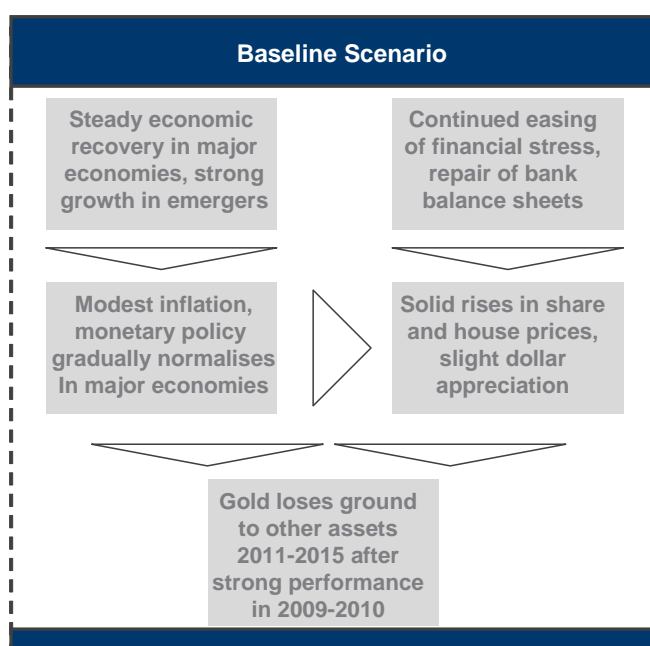 Baseline Scenario
Steady economic
recovery in major
economies, strong
growth in emergers
Continued easing
of financial stress,
repair of bank
balance sheets
Modest inflation,
monetary policy
gradually normalises
In major economies
Solid rises in share
and house prices,
slight dollar
appreciation
Gold loses ground
to other assets
2011-2015 after
strong performance
in 2009-2010